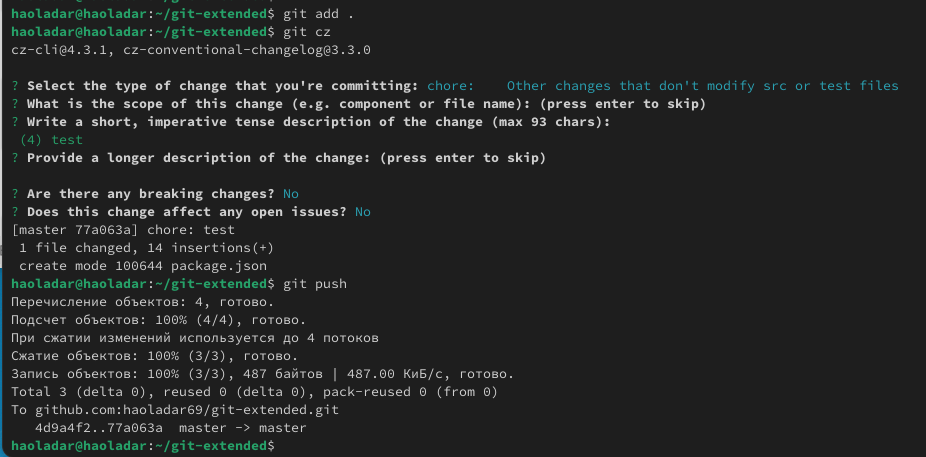 haoladar@haoladar:~/git-extended$ git add .
haoladar@haoladar:~/git-extended$ git cz
cz-cli@4.3.1, cz-conventional-changelog@3.3.0
? Select the type of change that you're committing: chore:    Other changes that don't modify src or test files
? What is the scope of this change (e.g. component or file name): (press enter to skip)
? Write a short, imperative tense description of the change (max 93 chars):
 (4) test
? Provide a longer description of the change: (press enter to skip)
? Are there any breaking changes? No
? Does this change affect any open issues? No
[master 77a063a] chore: test
 1 file changed, 14 insertions(+)
 create mode 100644 package.json
haoladar@haoladar:~/git-extended$ git push
Перечисление объектов: 4, готово.
Подсчет объектов: 100% (4/4), готово.
При сжатии изменений используется до 4 потоков
Сжатие объектов: 100% (3/3), готово.
Запись объектов: 100% (3/3), 487 байтов | 487.00 КиБ/с, готово.
Total 3 (delta 0), reused 0 (delta 0), pack-reused 0 (from 0)
To github.com:haoladar69/git-extended.git
   4d9a4f2..77a063a  master -> master
haoladar@haoladar:~/git-extended$